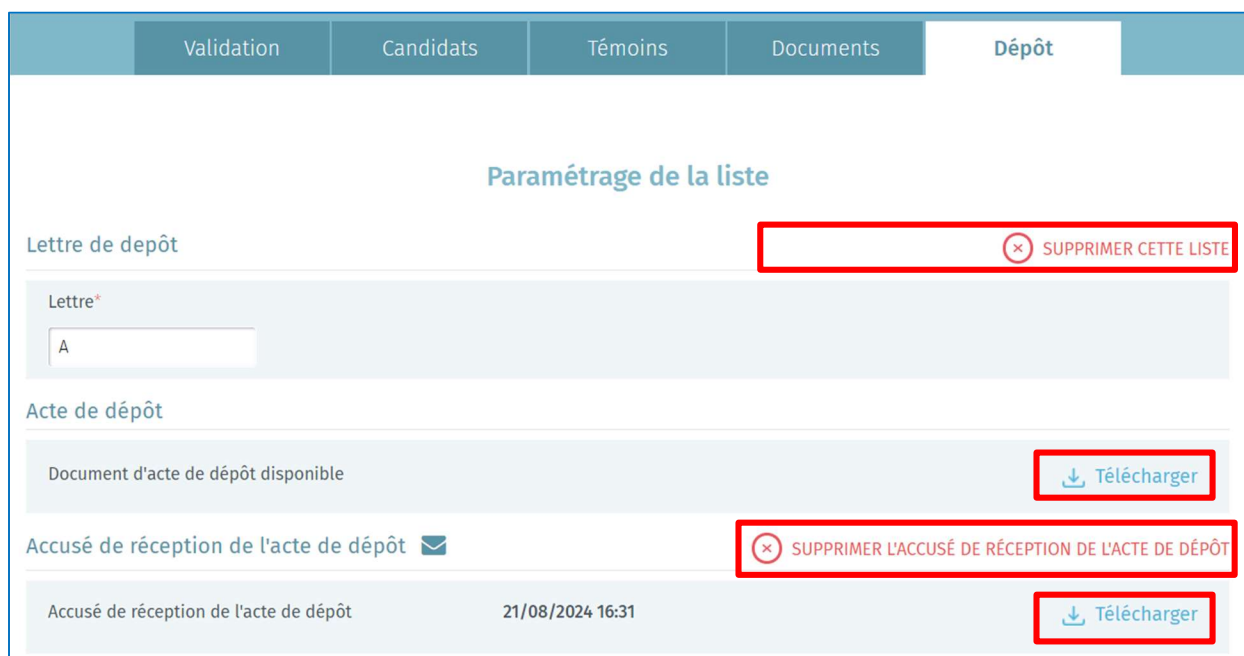 Validation Candidats Témoins Documents Dépôt
Paramétrage de la liste
Lettre de depôt SUPPRIMER CETTE LISTE
Lettre*
A
Acte de dépôt
Document d'acte de dépôt disponible Télécharger
Accusé de réception de l'acte de dépôt SUPPRIMER L'ACCUSÉ DE RÉCEPTION DE L'ACTE DE DÉPÔT
Accusé de réception de l'acte de dépôt 21/08/2024 16:31 Télécharger